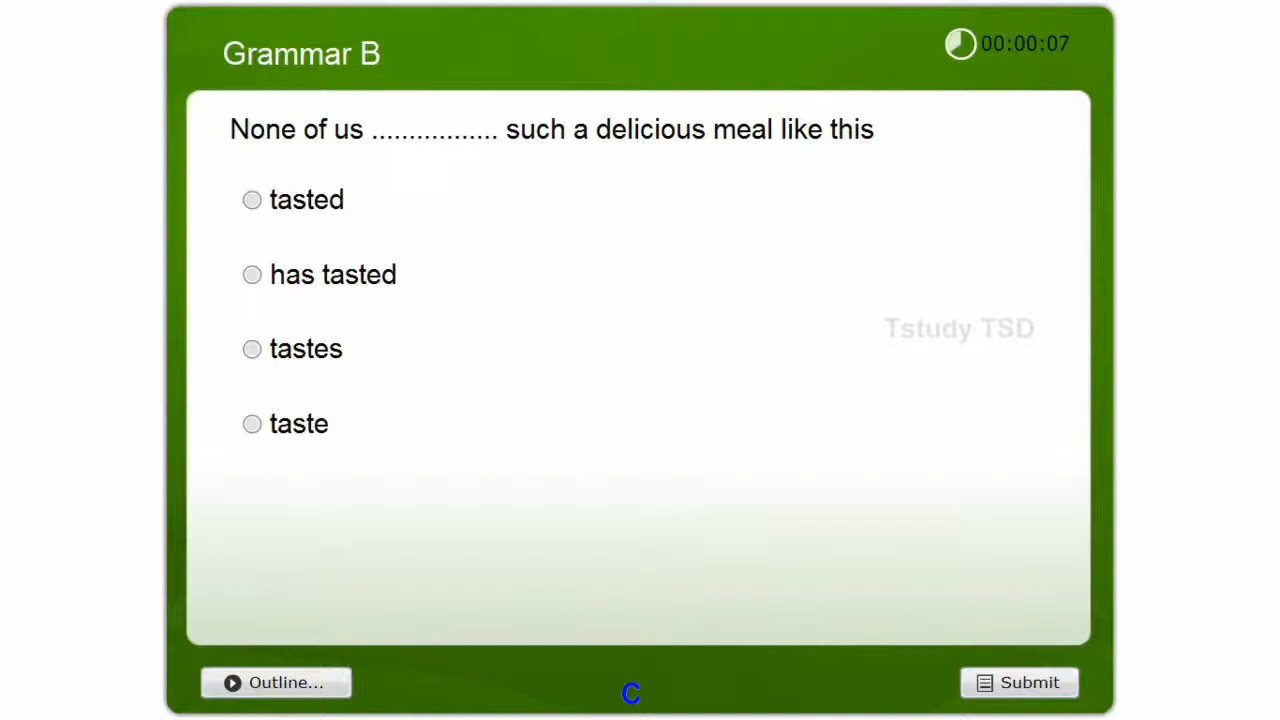 Grammar B
00:00:07
None of us ................. such a delicious meal like this
tasted
has tasted
Tstudy TSD
tastes
taste
Outline...
C
Submit